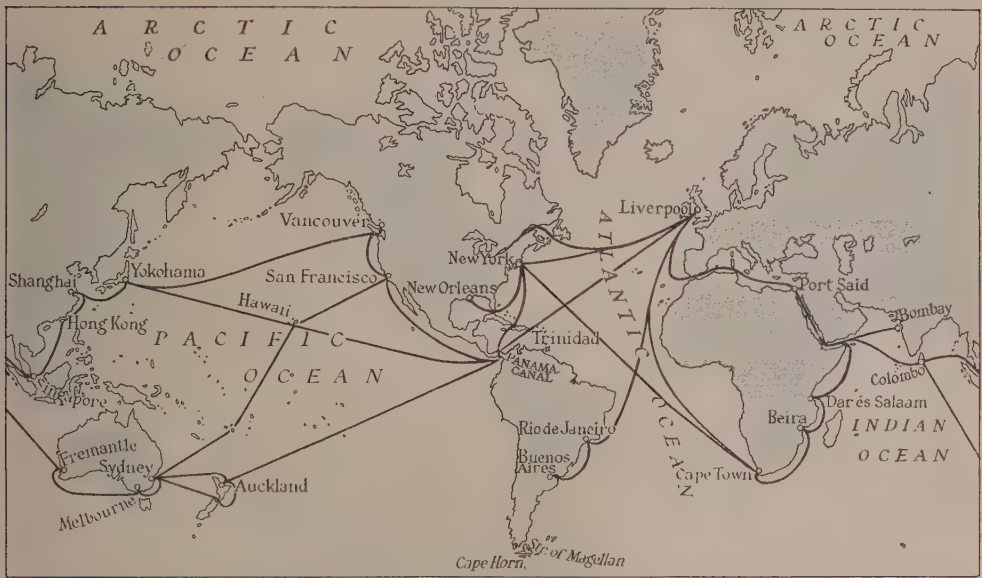 ARCTIC
OCEAN
ARCTIC
OCEAN
Vancouver
Liverpool
San Francisco
New York
New Orleans
Shanghai
Yokohama
Hawaii
Hong Kong
PACIFIC
OCEAN
ATLANTIC
OCEAN
Trinidad
PANAMA
CANAL
Port Said
Bombay
Colombo
Singapore
Dar és Salaam
Beira
INDIAN
OCEAN
Rio de Janeiro
Buenos
Aires
Cape Town
Fremantle
Sydney
Melbourne
Auckland
Str. of Magellan
Cape Horn